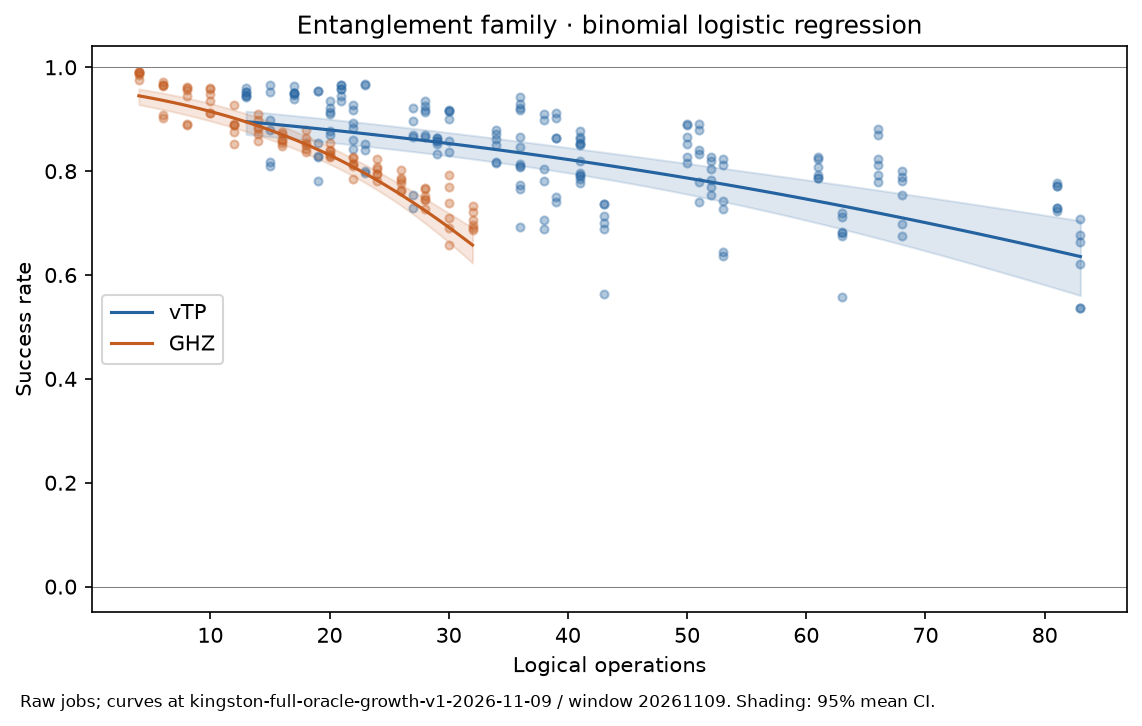 Entanglement family · binomial logistic regression
1.0
0.8
0.6
0.4
0.2
0.0
Success rate
vTP
GHZ
10 20 30 40 50 60 70 80
Logical operations
Raw jobs; curves at kingston-full-oracle-growth-v1-2026-11-09 / window 20261109. Shading: 95% mean CI.